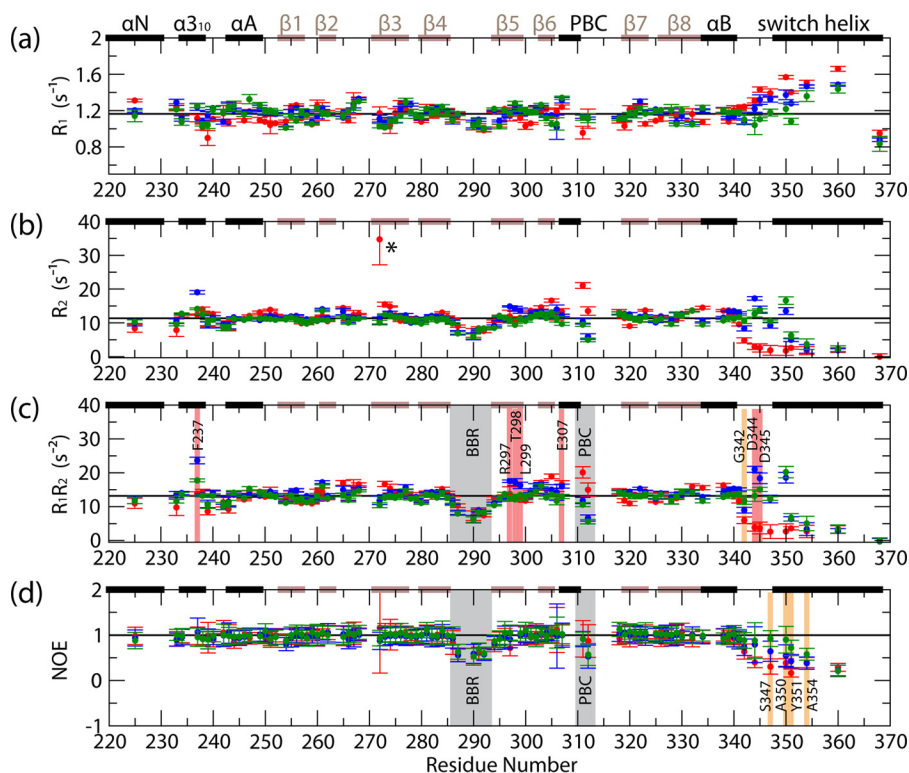 αN α3₁₀ αA β1 β2 β3 β4 β5 β6 PBC β7 β8 αB switch helix
(a)
2
1.6
1.2
0.8
R₁ (s⁻¹)
220 230 240 250 260 270 280 290 300 310 320 330 340 350 360 370
(b)
40
30
20
10
0
R₂ (s⁻¹)
*
220 230 240 250 260 270 280 290 300 310 320 330 340 350 360 370
(c)
40
30
20
10
0
R₁R₂ (s⁻²)
F237
BBR
R297
T298
L299
E307
PBC
G342
D344
D345
220 230 240 250 260 270 280 290 300 310 320 330 340 350 360 370
(d)
2
1
0
-1
NOE
BBR
PBC
S347
A350
Y351
A354
220 230 240 250 260 270 280 290 300 310 320 330 340 350 360 370
Residue Number